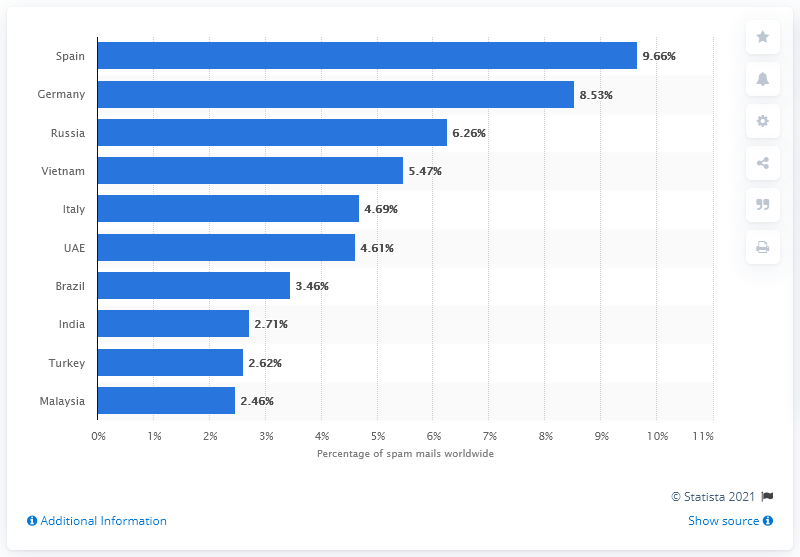 Spain 9.66%
Germany 8.53%
Russia 6.26%
Vietnam 5.47%
Italy 4.69%
UAE 4.61%
Brazil 3.46%
India 2.71%
Turkey 2.62%
Malaysia 2.46%
0% 1% 2% 3% 4% 5% 6% 7% 8% 9% 10% 11%
Percentage of spam mails worldwide
© Statista 2021
Additional Information Show source